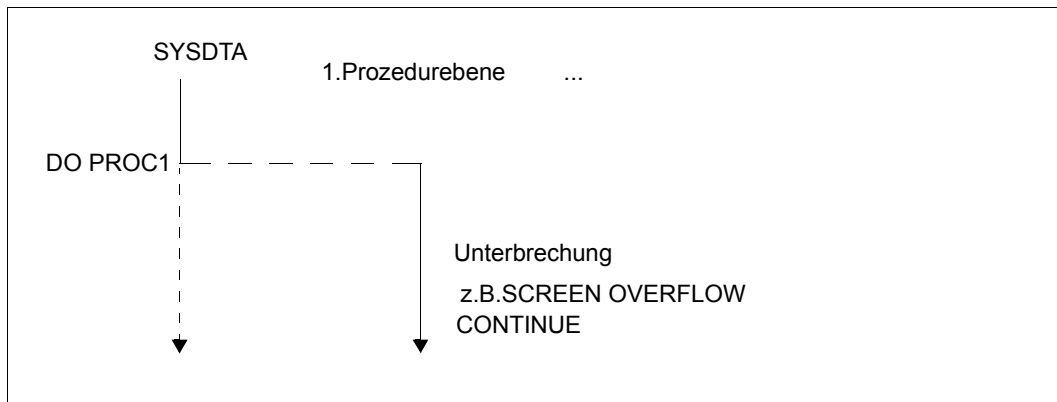 SYSDTA
1.Prozedurebene ...
DO PROC1
Unterbrechung
z.B.SCREEN OVERFLOW
CONTINUE